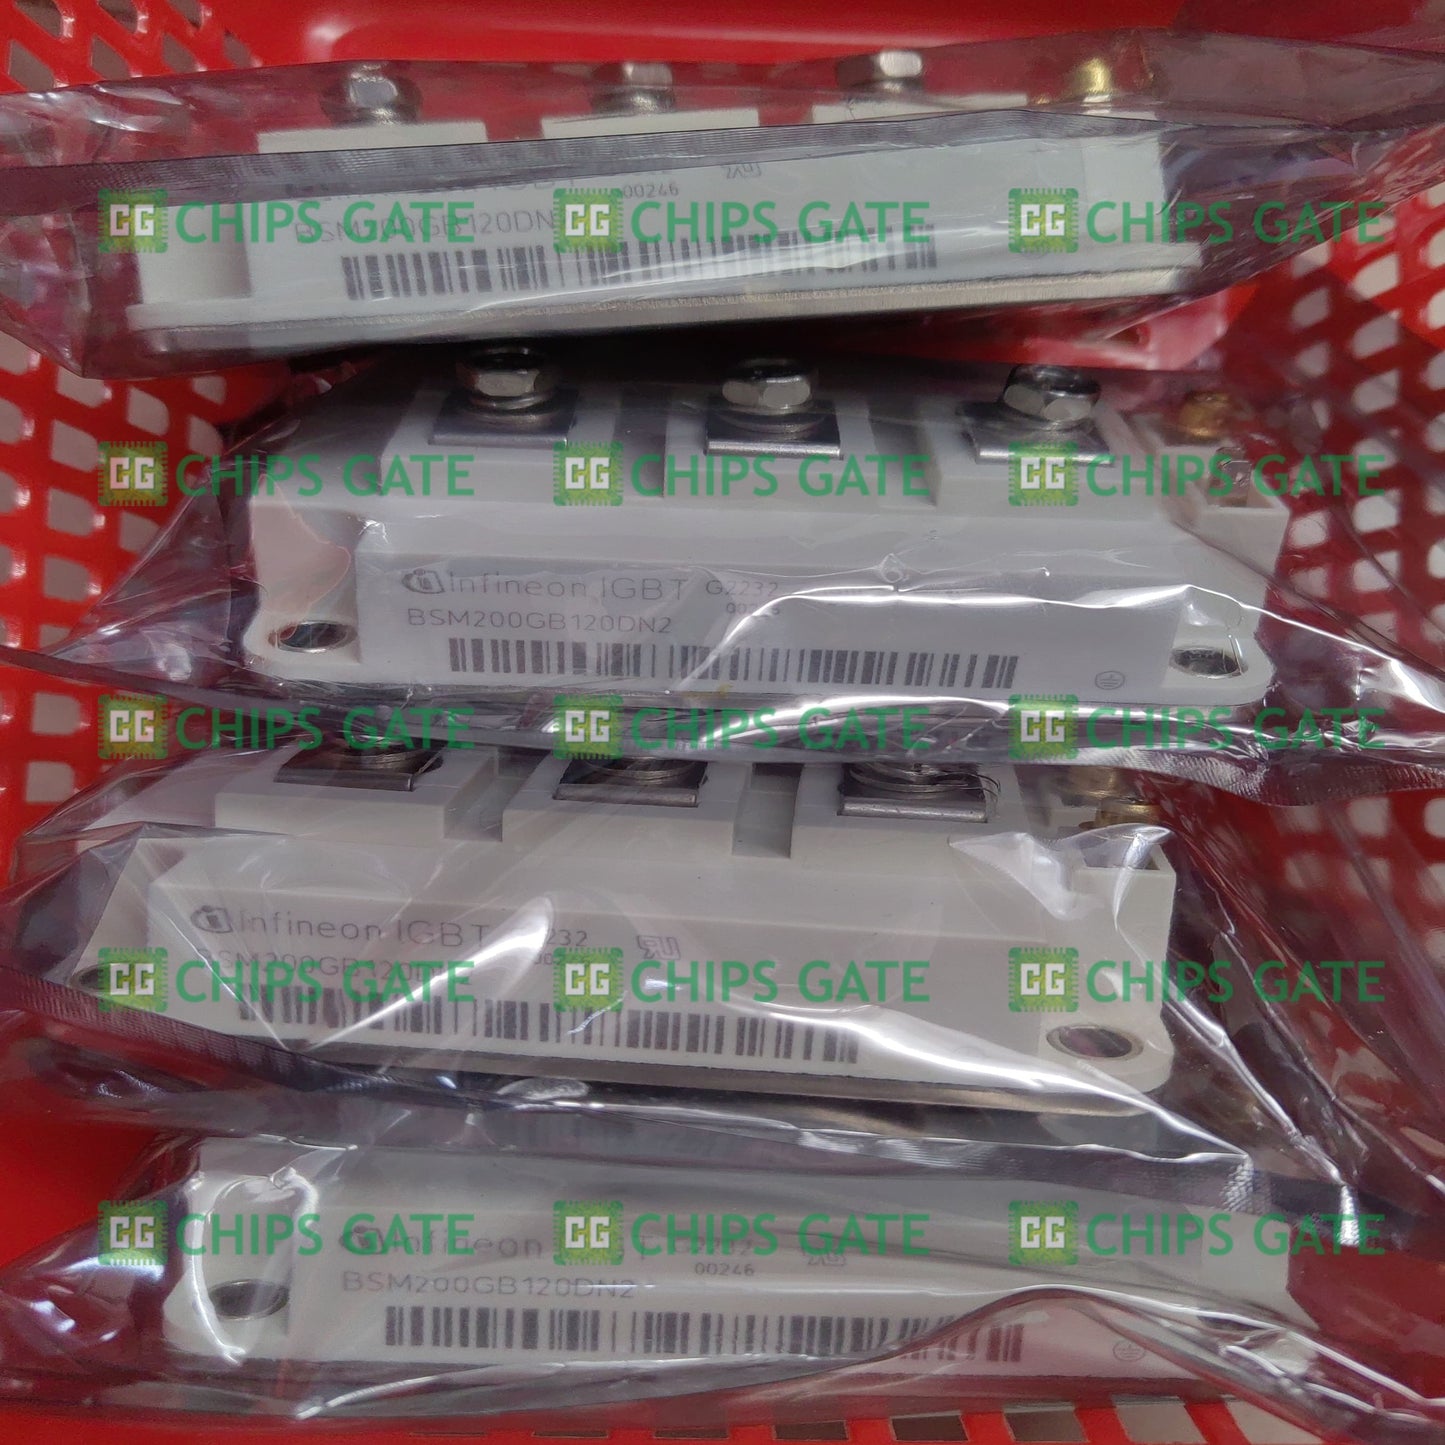 00246
CG CHIPS GATE CG CHIPS GATE CG CHIPS GATE
BSM200GB120DN
CG CHIPS GATE CG CHIPS GATE CG CHIPS GATE
Infineon IGBT G2232
BSM200GB120DN2
CG CHIPS GATE CG CHIPS GATE CG CHIPS GATE
Infineon IGBT
CG CHIPS GATE CG CHIPS GATE CG CHIPS GATE
CG CHIPS GATE CG CHIPS GATE CG CHIPS GATE
Infineon
00246
BSM200GB120DN2